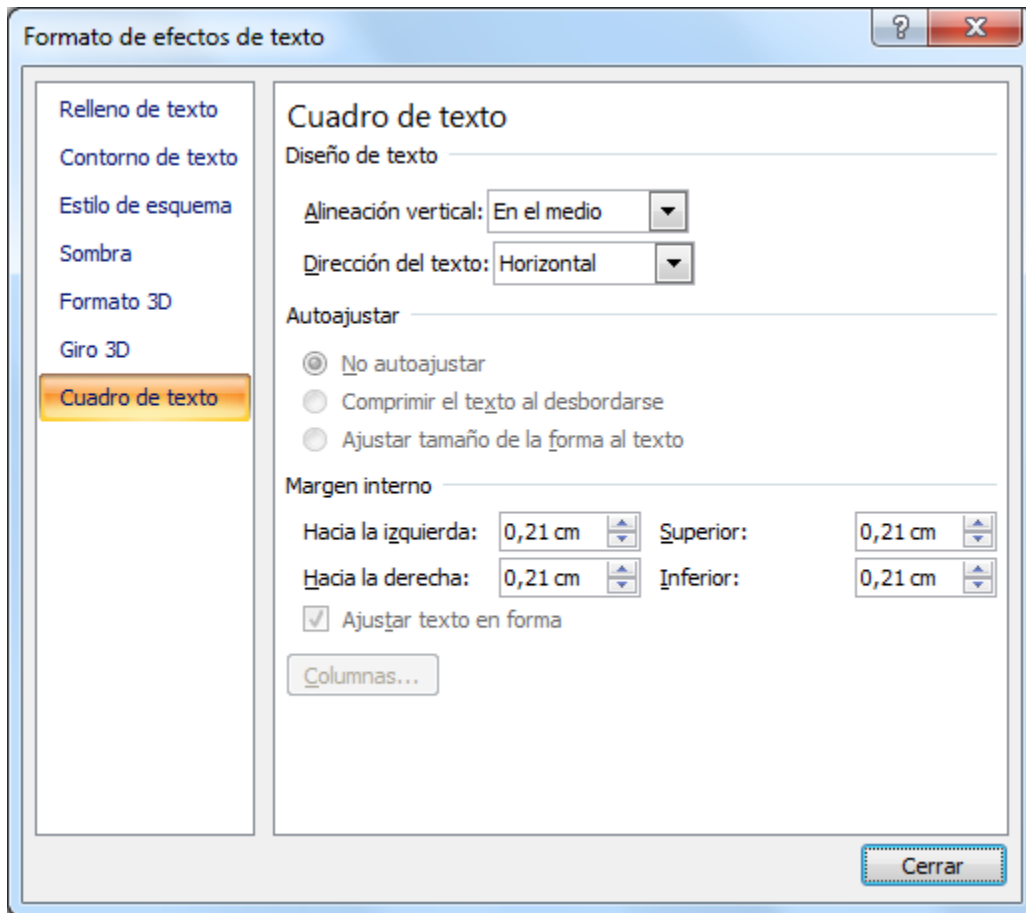 Formato de efectos de texto
Relleno de texto
Contorno de texto
Estilo de esquema
Sombra
Formato 3D
Giro 3D
Cuadro de texto
Cuadro de texto
Diseño de texto
Alineación vertical: En el medio
Dirección del texto: Horizontal
Autoajustar
No autoajustar
Comprimir el texto al desbordarse
Ajustar tamaño de la forma al texto
Margen interno
Hacia la izquierda: 0,21 cm Superior: 0,21 cm
Hacia la derecha: 0,21 cm Inferior: 0,21 cm
Ajustar texto en forma
Columnas...
Cerrar